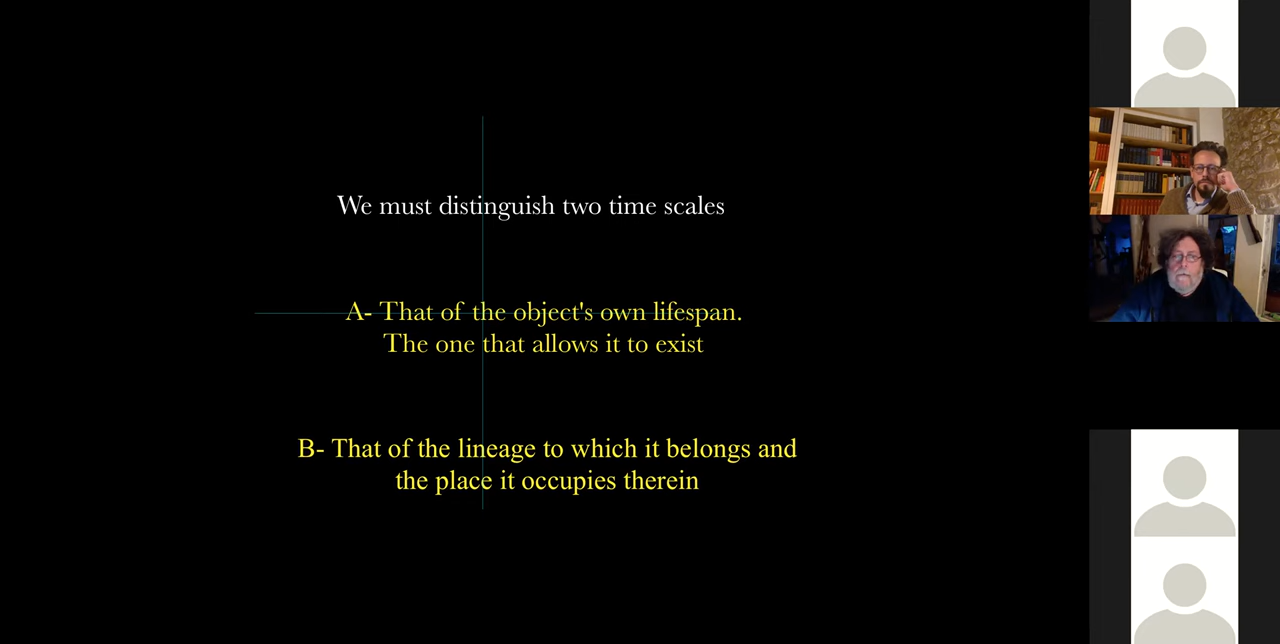 We must distinguish two time scales
A- That of the object's own lifespan.
The one that allows it to exist
B- That of the lineage to which it belongs and
the place it occupies therein